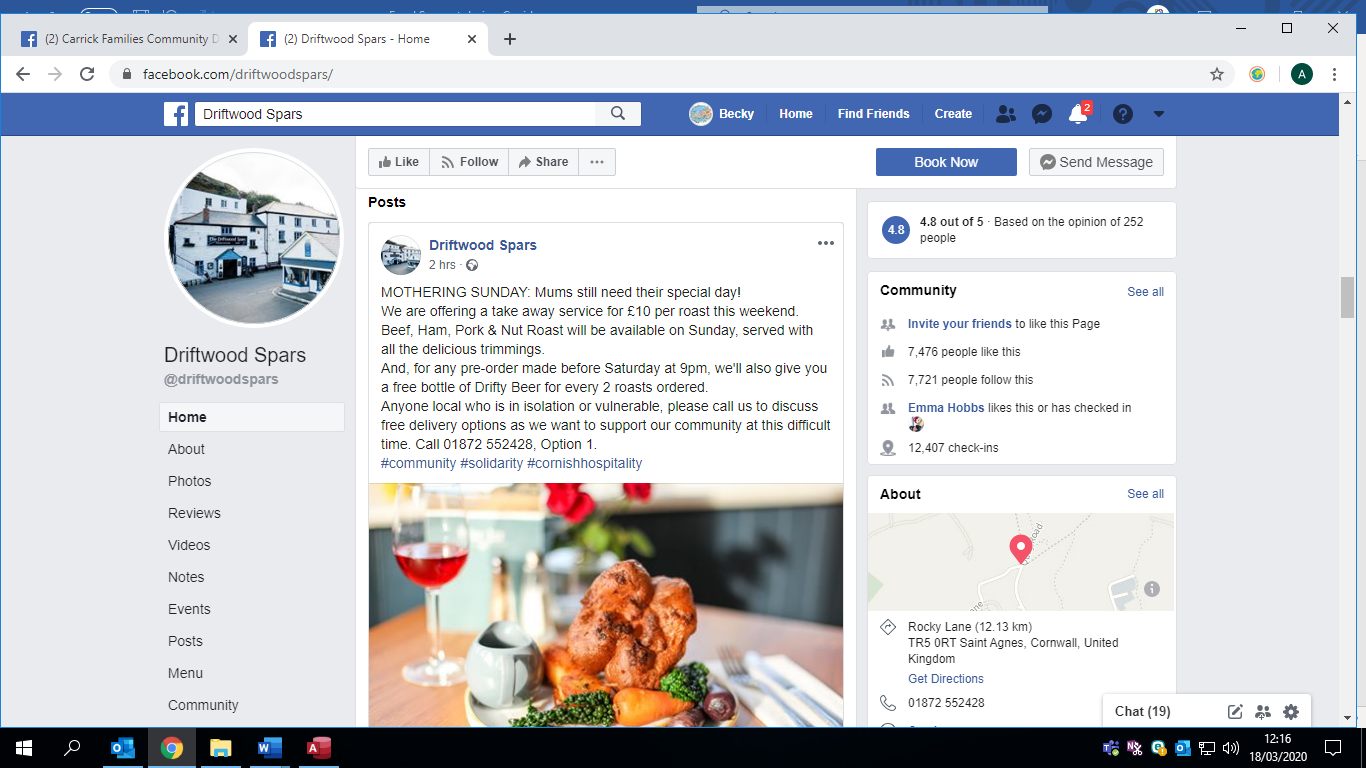 (2) Carrick Families Community D
(2) Driftwood Spars - Home
facebook.com/driftwoodspars/
A
Driftwood Spars
Becky
Home
Find Friends
Create
2
Like
Follow
Share
Book Now
Send Message
Driftwood Spars
@driftwoodspars
Home
About
Photos
Reviews
Videos
Notes
Events
Posts
Menu
Community
Posts
Driftwood Spars
2 hrs ·
MOTHERING SUNDAY: Mums still need their special day!
We are offering a take away service for £10 per roast this weekend.
Beef, Ham, Pork & Nut Roast will be available on Sunday, served with
all the delicious trimmings.
And, for any pre-order made before Saturday at 9pm, we'll also give you
a free bottle of Drifty Beer for every 2 roasts ordered.
Anyone local who is in isolation or vulnerable, please call us to discuss
free delivery options as we want to support our community at this difficult
time. Call 01872 552428, Option 1.
#community #solidarity #cornishhospitality
4.8
4.8 out of 5 · Based on the opinion of 252
people
Community
See all
Invite your friends to like this Page
7,476 people like this
7,721 people follow this
Emma Hobbs likes this or has checked in
12,407 check-ins
About
See all
Rocky Lane (12.13 km)
TR5 0RT Saint Agnes, Cornwall, United
Kingdom
Get Directions
01872 552428
Chat (19)
12:16
18/03/2020